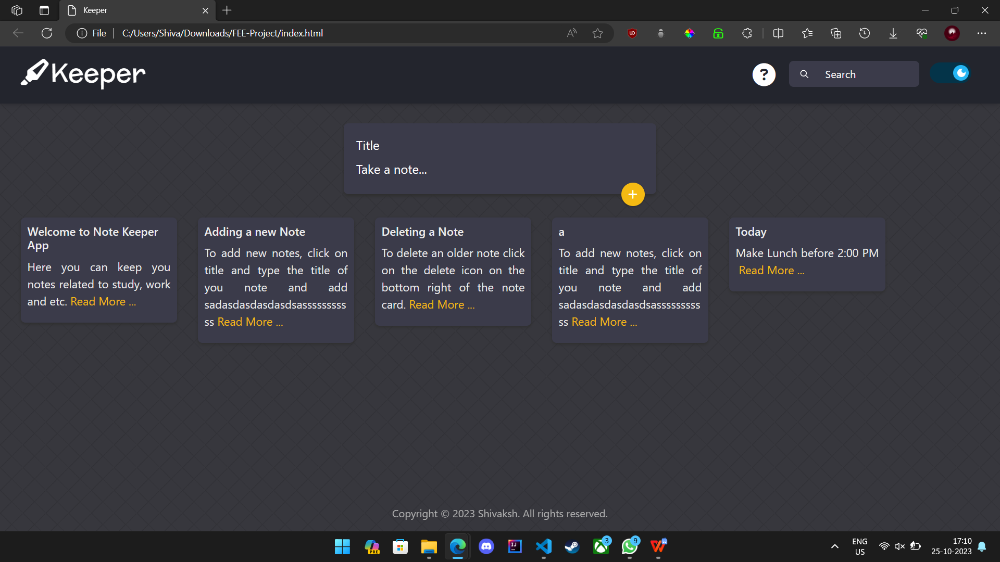 Keeper
File
C:/Users/Shiva/Downloads/FEE-Project/index.html
Keeper
?
Search
Title
Take a note...
+
Welcome to Note Keeper
App
Here you can keep you
notes related to study, work
and etc. Read More ...
Adding a new Note
To add new notes, click on
title and type the title of
you note and add
sadasdasdasdasdsasssssssss
ss Read More ...
Deleting a Note
To delete an older note click
on the delete icon on the
bottom right of the note
card. Read More ...
a
To add new notes, click on
title and type the title of
you note and add
sadasdasdasdasdsasssssssss
ss Read More ...
Today
Make Lunch before 2:00 PM
Read More ...
Copyright © 2023 Shivaksh. All rights reserved.
PRE
IJ
3
9
W
ENG
US
17:10
25-10-2023